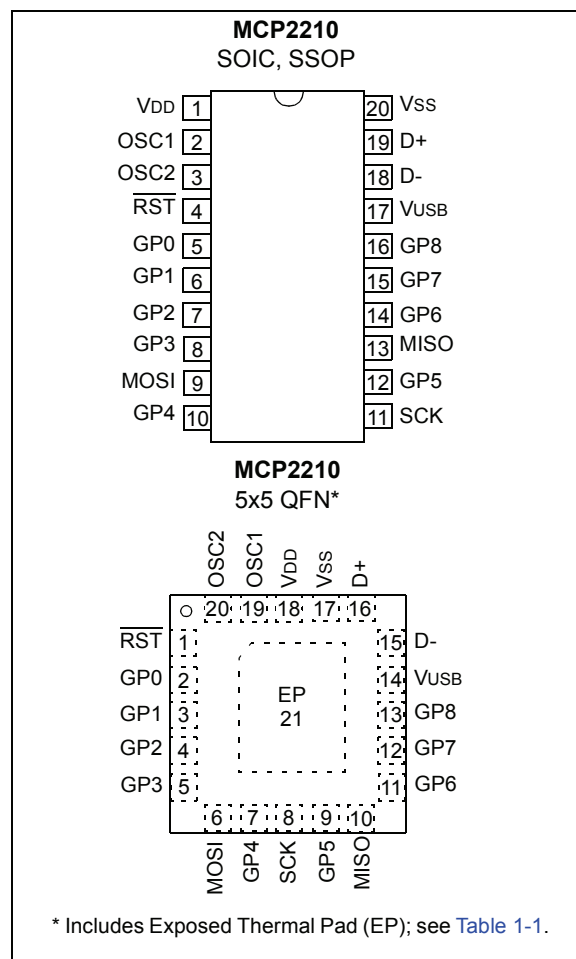 MCP2210
SOIC, SSOP
VDD 1 20 VSS
OSC1 2 19 D+
OSC2 3 18 D-
RST 4 17 VUSB
GP0 5 16 GP8
GP1 6 15 GP7
GP2 7 14 GP6
GP3 8 13 MISO
MOSI 9 12 GP5
GP4 10 11 SCK
MCP2210
5x5 QFN*
OSC2 OSC1 VDD VSS D+
20 19 18 17 16
RST 1 15 D-
GP0 2 EP 14 VUSB
GP1 3 21 13 GP8
GP2 4 12 GP7
GP3 5 11 GP6
6 7 8 9 10
MOSI GP4 SCK GP5 MISO
* Includes Exposed Thermal Pad (EP); see Table 1-1.